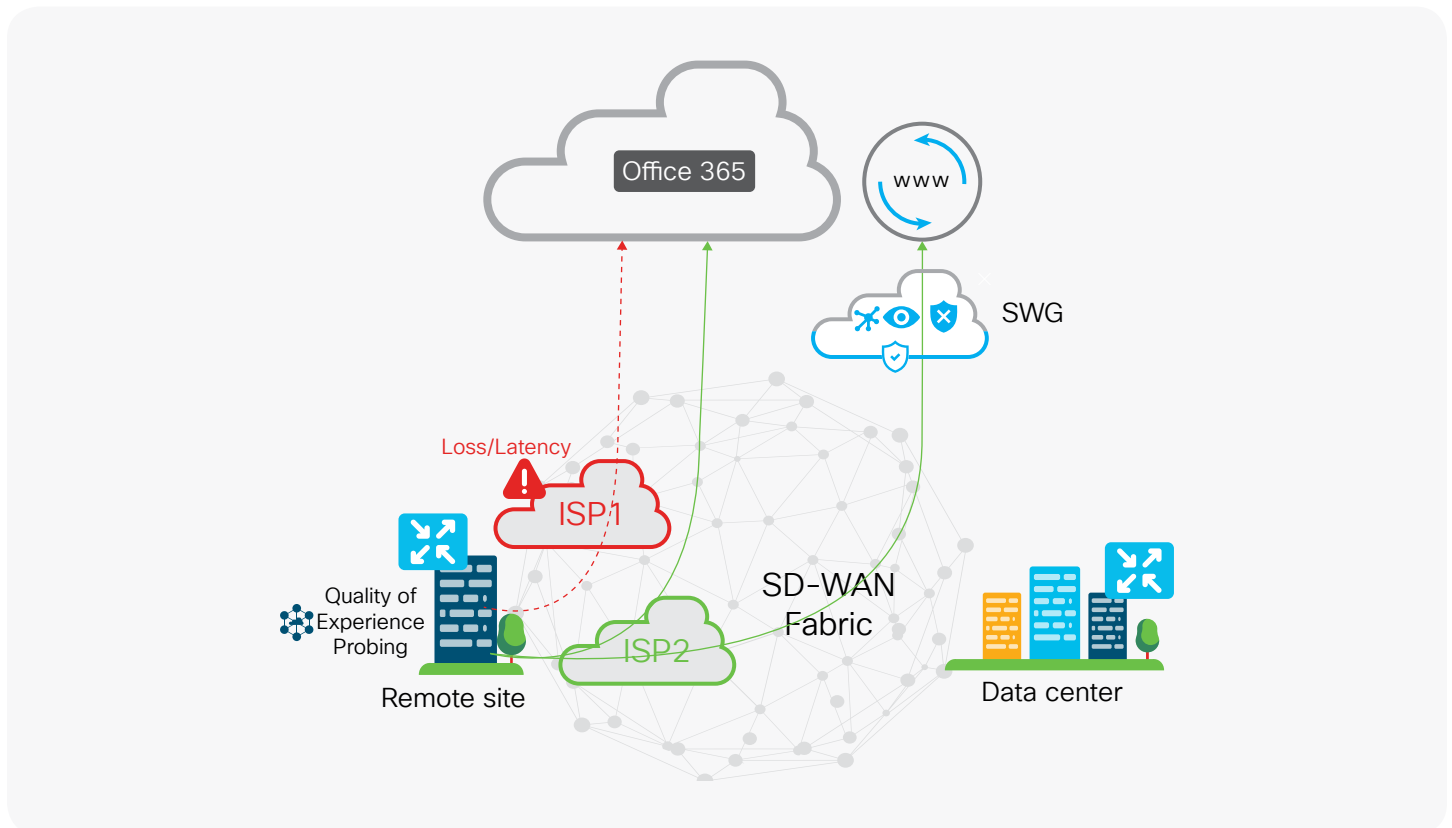 Office 365
www
SWG
Loss/Latency
ISP1
SD-WAN
Fabric
Quality of
Experience
Probing
ISP2
Remote site
Data center